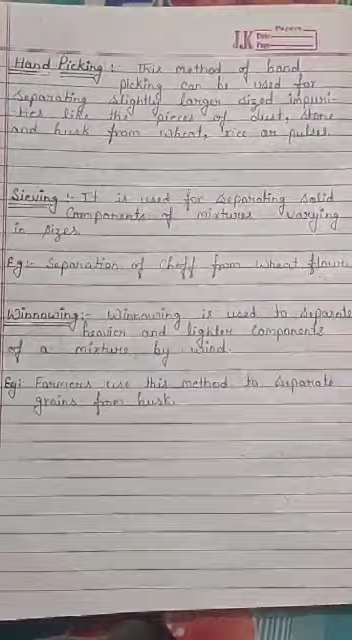 Papers
J.K Date:
Page:
Hand Picking :- This method of hand
picking can be used for
separating slightly larger sized impuri-
ties like the pieces of dust, stone
and husk from wheat, rice or pulses.
Sieving :- It is used for separating solid
components of mixtures varying
in sizes.
Eg:- Separation of Chaff from wheat flour
Winnowing:- Winnowing is used to separate
heavier and lighter components
of a mixture by wind.
Eg: Farmers use this method to separate
grains from husk.